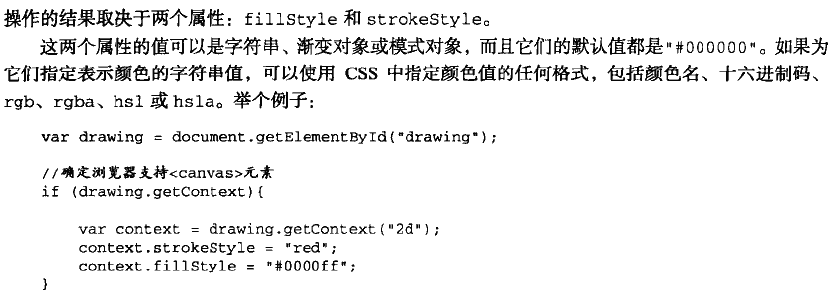 操作的结果取决于两个属性：fillStyle 和 strokeStyle。
这两个属性的值可以是字符串、渐变对象或模式对象，而且它们的默认值都是"#000000"。如果为
它们指定表示颜色的字符串值，可以使用 CSS 中指定颜色值的任何格式，包括颜色名、十六进制码、
rgb、rgba、hsl 或 hsla。举个例子：
var drawing = document.getElementById("drawing");
//确定浏览器支持<canvas>元素
if (drawing.getContext){
var context = drawing.getContext("2d");
context.strokeStyle = "red";
context.fillStyle = "#0000ff";
}